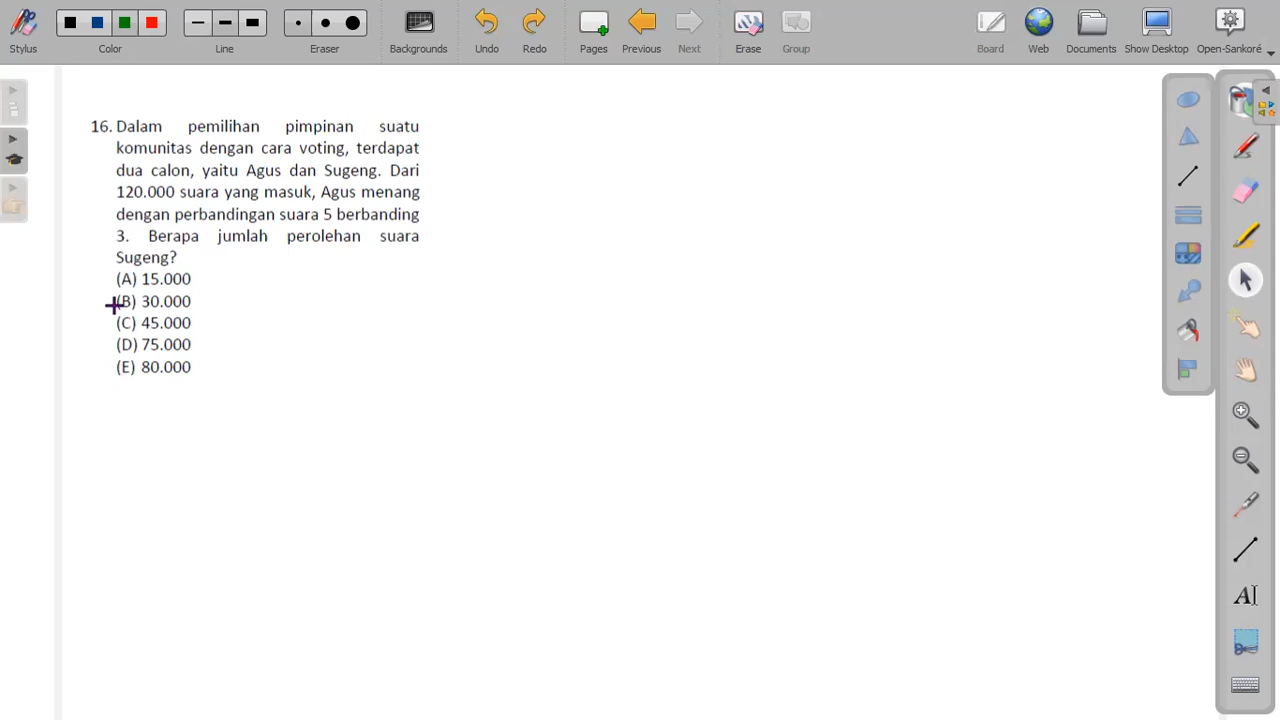 Stylus Color Line Eraser Backgrounds Undo Redo Pages Previous Next Erase Group Board Web Documents Show Desktop Open-Sankoré
16. Dalam pemilihan pimpinan suatu
komunitas dengan cara voting, terdapat
dua calon, yaitu Agus dan Sugeng. Dari
120.000 suara yang masuk, Agus menang
dengan perbandingan suara 5 berbanding
3. Berapa jumlah perolehan suara
Sugeng?
(A) 15.000
(B) 30.000
(C) 45.000
(D) 75.000
(E) 80.000